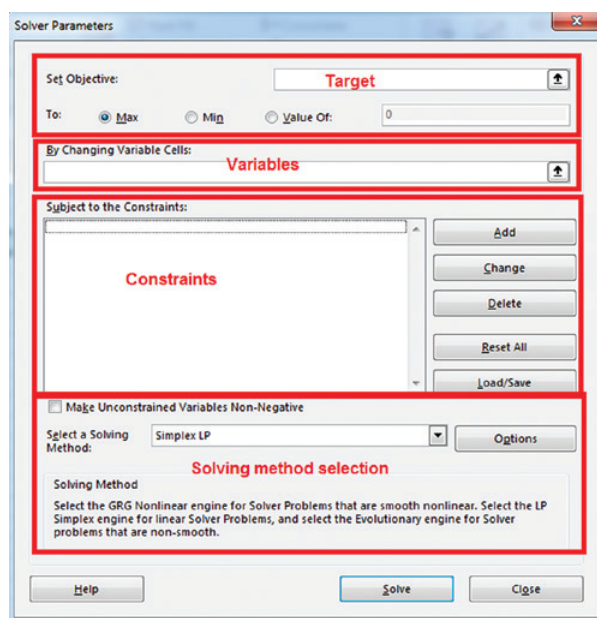 Solver Parameters
Set Objective:
Target
To:
Max
Min
Value Of:
0
By Changing Variable Cells:
Variables
Subject to the Constraints:
Constraints
Add
Change
Delete
Reset All
Load/Save
Make Unconstrained Variables Non-Negative
Select a Solving
Method:
Simplex LP
Options
Solving method selection
Solving Method
Select the GRG Nonlinear engine for Solver Problems that are smooth nonlinear. Select the LP
Simplex engine for linear Solver Problems, and select the Evolutionary engine for Solver
problems that are non-smooth.
Help
Solve
Close